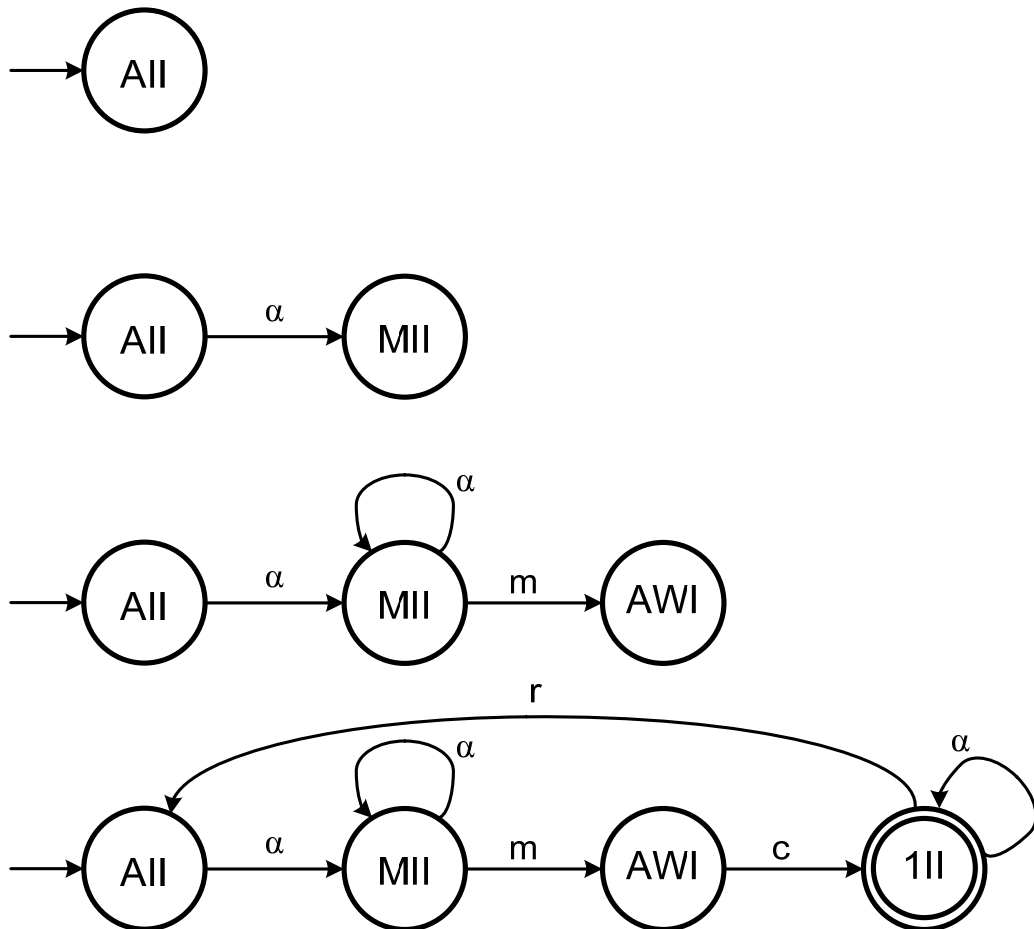 AII
α
AII MII
α
α m
AII MII AWI
r
α α
α m c
AII MII AWI 1II